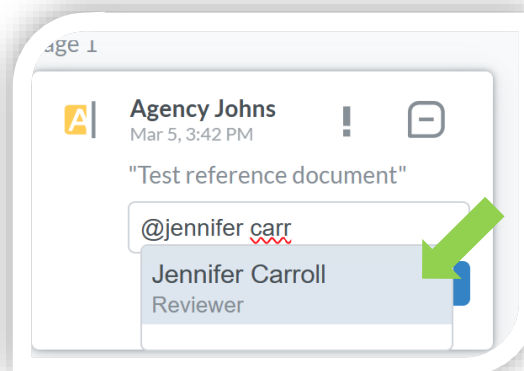 age 1
A
Agency Johns
Mar 5, 3:42 PM
"Test reference document"
@jennifer carr
Jennifer Carroll
Reviewer